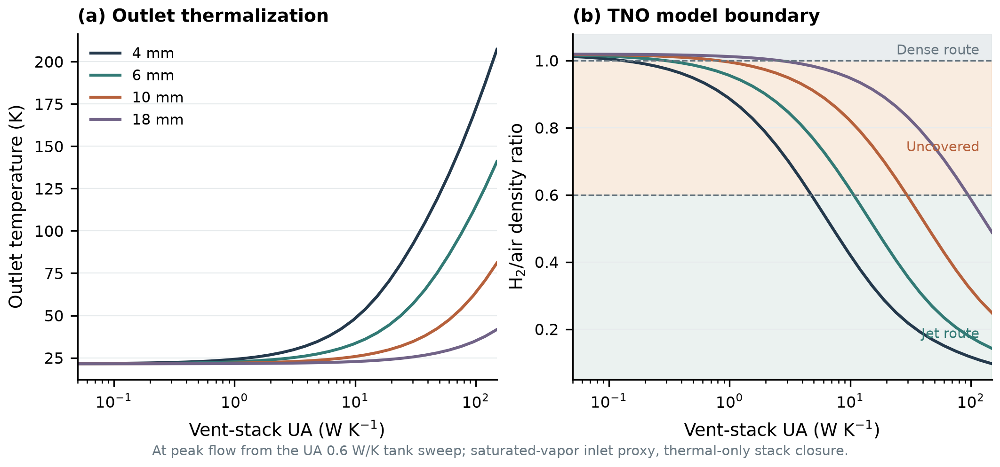 (a) Outlet thermalization
4 mm
6 mm
10 mm
18 mm
Outlet temperature (K)
200
175
150
125
100
75
50
25
10⁻¹
10⁰
10¹
10²
Vent-stack UA (W K⁻¹)
(b) TNO model boundary
Dense route
Uncovered
Jet route
H₂/air density ratio
1.0
0.8
0.6
0.4
0.2
10⁻¹
10⁰
10¹
10²
Vent-stack UA (W K⁻¹)
At peak flow from the UA 0.6 W/K tank sweep; saturated-vapor inlet proxy, thermal-only stack closure.